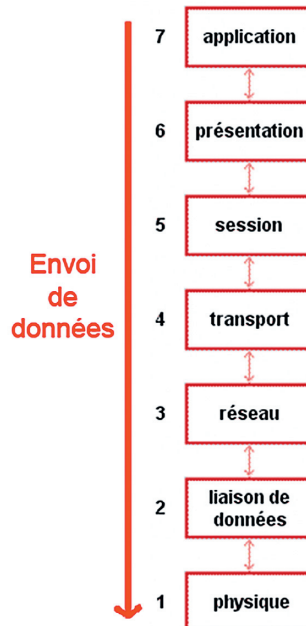 7 application
6 présentation
5 session
Envoi
de
données
4 transport
3 réseau
2 liaison de
données
1 physique